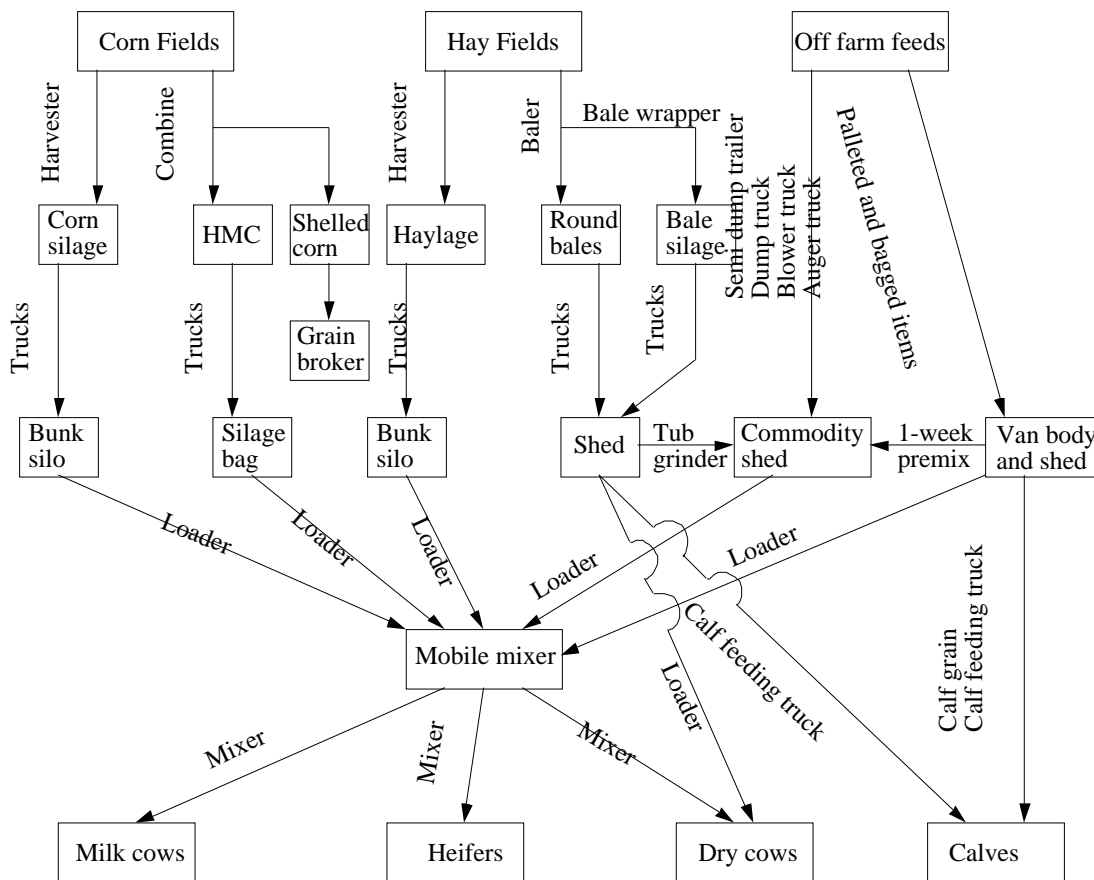 Corn Fields
Hay Fields
Off farm feeds
Harvester
Combine
Harvester
Baler
Bale wrapper
Semi dump trailer
Dump truck
Blower truck
Auger truck
Palleted and bagged items
Corn
silage
HMC
Shelled
corn
Haylage
Round
bales
Bale
silage
Trucks
Trucks
Grain
broker
Trucks
Trucks
Trucks
Bunk
silo
Silage
bag
Bunk
silo
Shed
Tub
grinder
Commodity
shed
1-week
premix
Van body
and shed
Loader
Loader
Loader
Loader
Loader
Mobile mixer
Calf feeding truck
Loader
Calf grain
Calf feeding truck
Mixer
Mixer
Mixer
Milk cows
Heifers
Dry cows
Calves